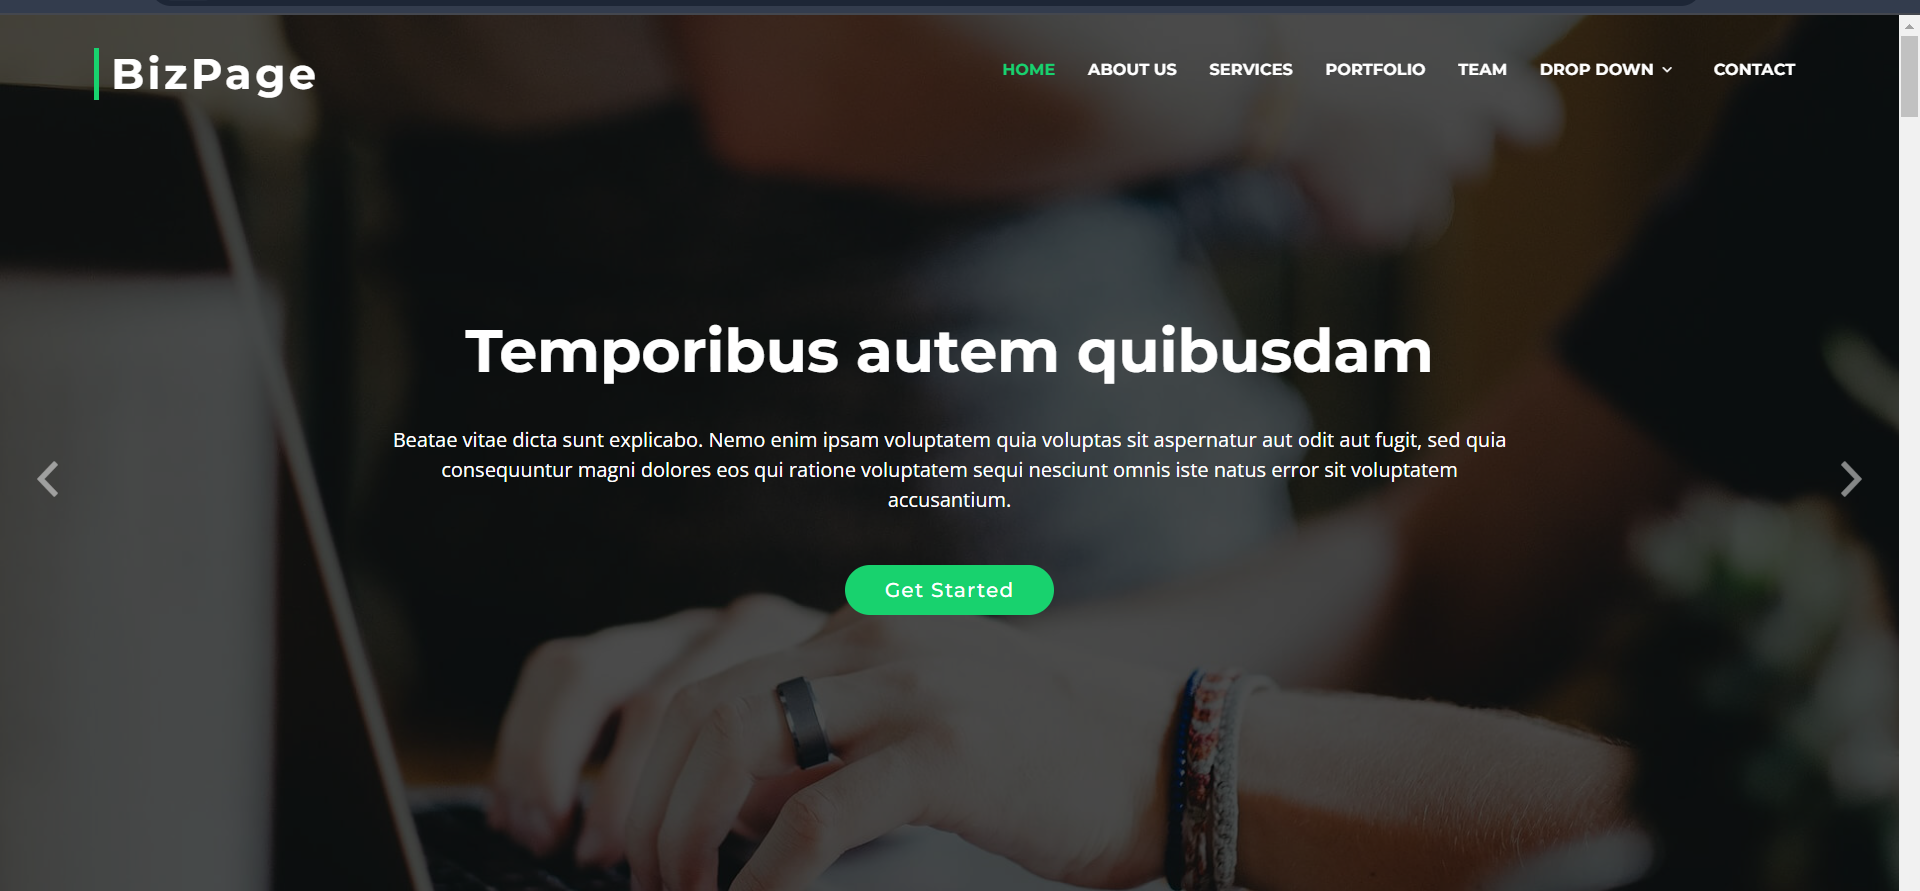 BizPage
HOME ABOUT US SERVICES PORTFOLIO TEAM DROP DOWN CONTACT
Temporibus autem quibusdam
Beatae vitae dicta sunt explicabo. Nemo enim ipsam voluptatem quia voluptas sit aspernatur aut odit aut fugit, sed quia
consequuntur magni dolores eos qui ratione voluptatem sequi nesciunt omnis iste natus error sit voluptatem
accusantium.
Get Started